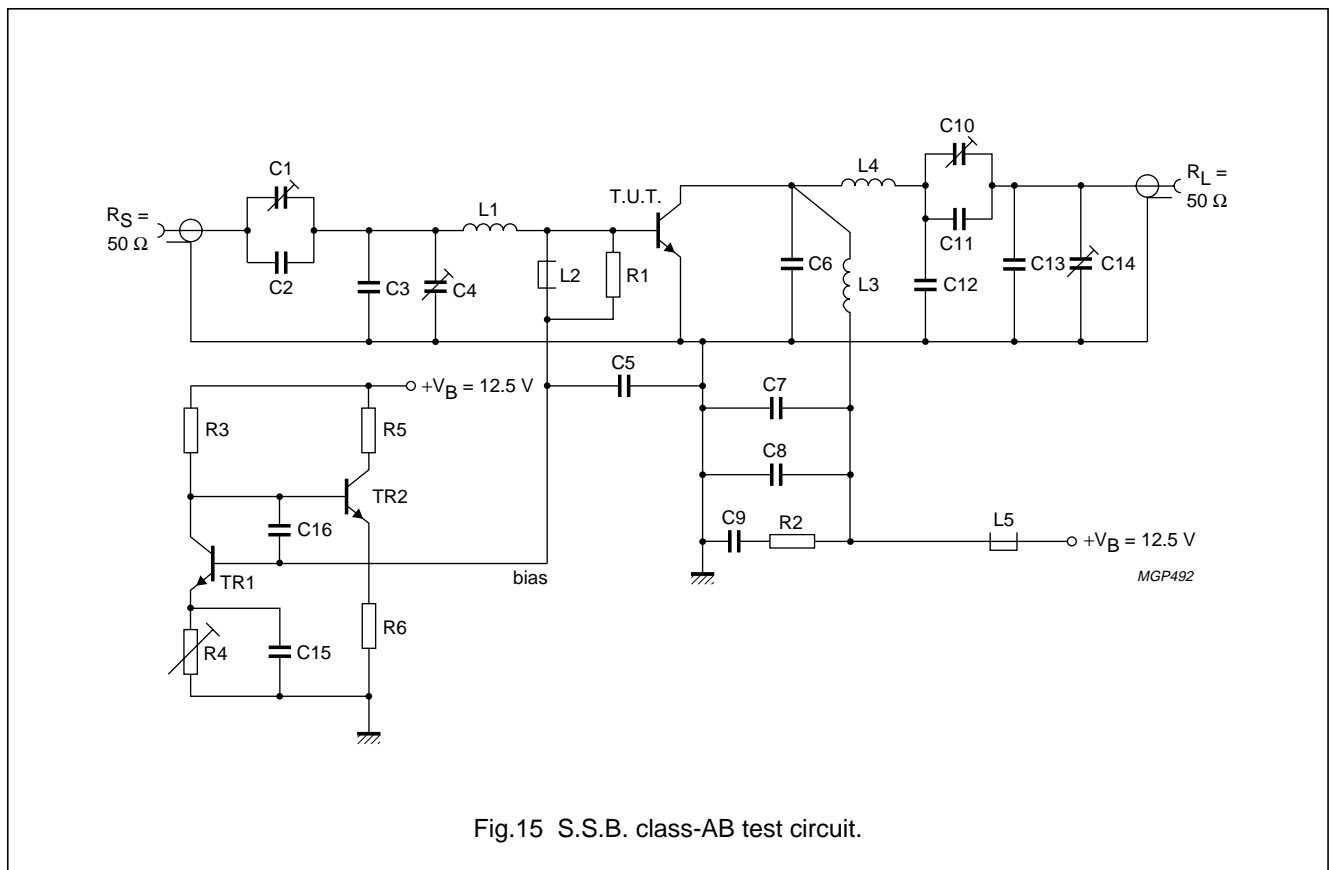 C10
L4
R_L =
50 Ω
C1
T.U.T.
R_S =
50 Ω
L1
C11
C2
C3
C4
L2
R1
C6
L3
C12
C13
C14
C5
+V_B = 12.5 V
C7
R3
R5
C8
TR2
C16
C9
R2
L5
+V_B = 12.5 V
TR1
bias
MGP492
R4
C15
R6
Fig.15 S.S.B. class-AB test circuit.